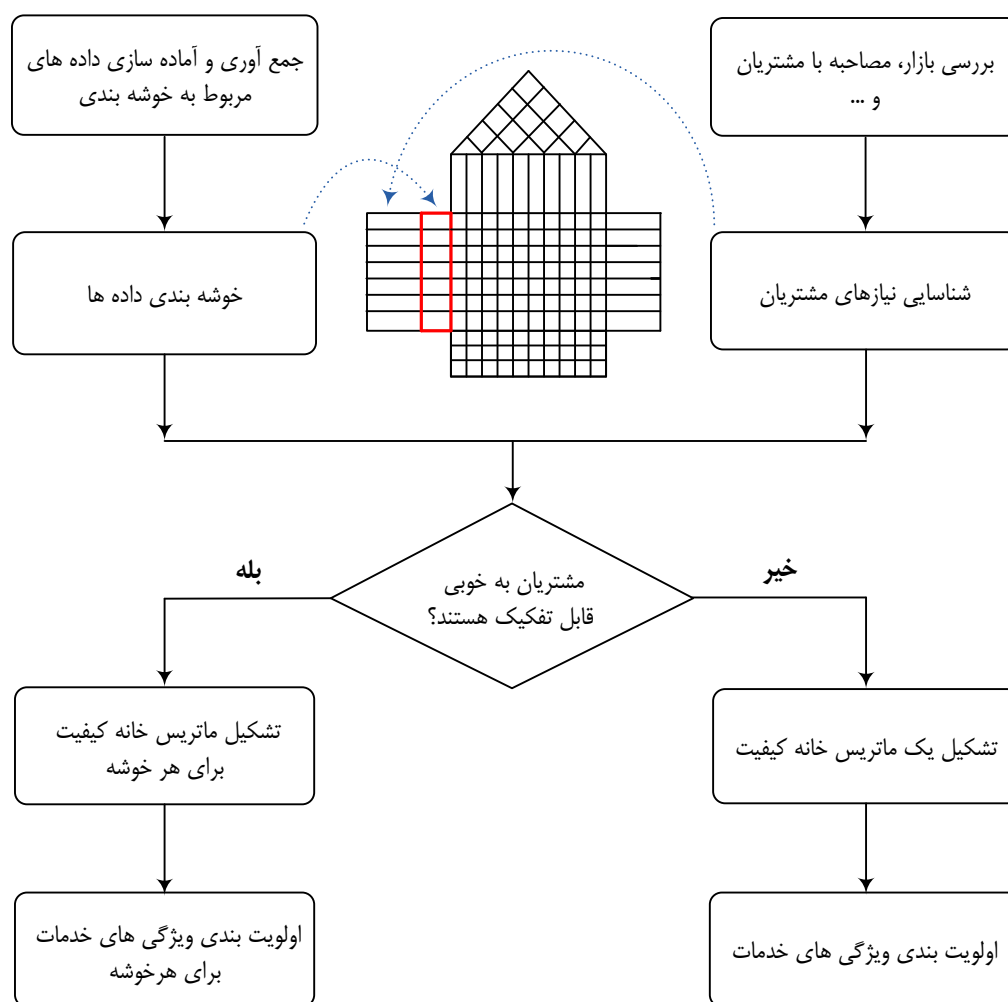 بررسی بازار، مصاحبه با مشتریان
و ...
جمع آوری و آماده سازی داده های
مربوط به خوشه بندی
شناسایی نیازهای مشتریان
خوشه بندی داده ها
مشتریان به خوبی
قابل تفکیک هستند؟
خیر
بله
تشکیل یک ماتریس خانه کیفیت
تشکیل ماتریس خانه کیفیت
برای هر خوشه
اولویت بندی ویژگی های خدمات
اولویت بندی ویژگی های خدمات
برای هرخوشه